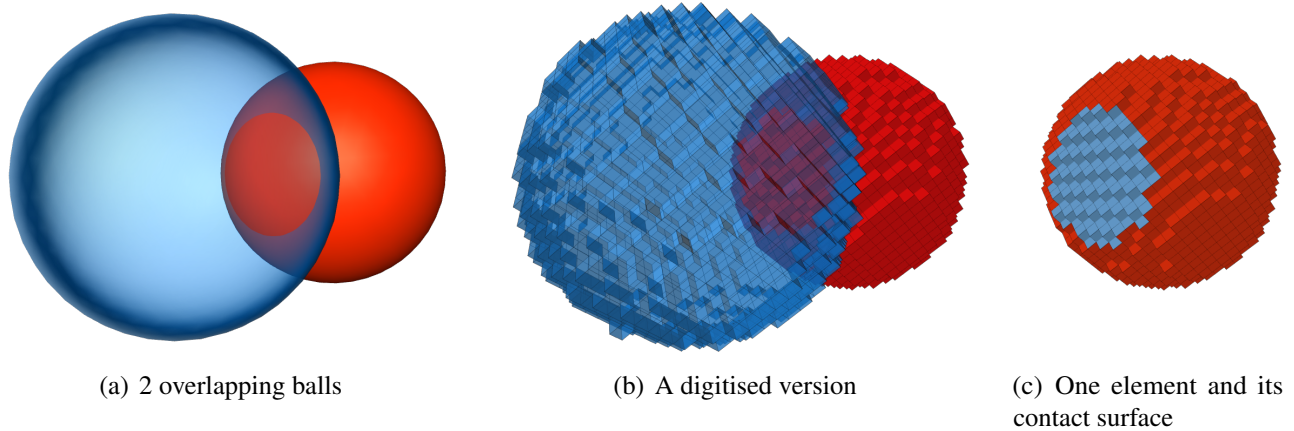 (a) 2 overlapping balls
(b) A digitised version
(c) One element and its
contact surface